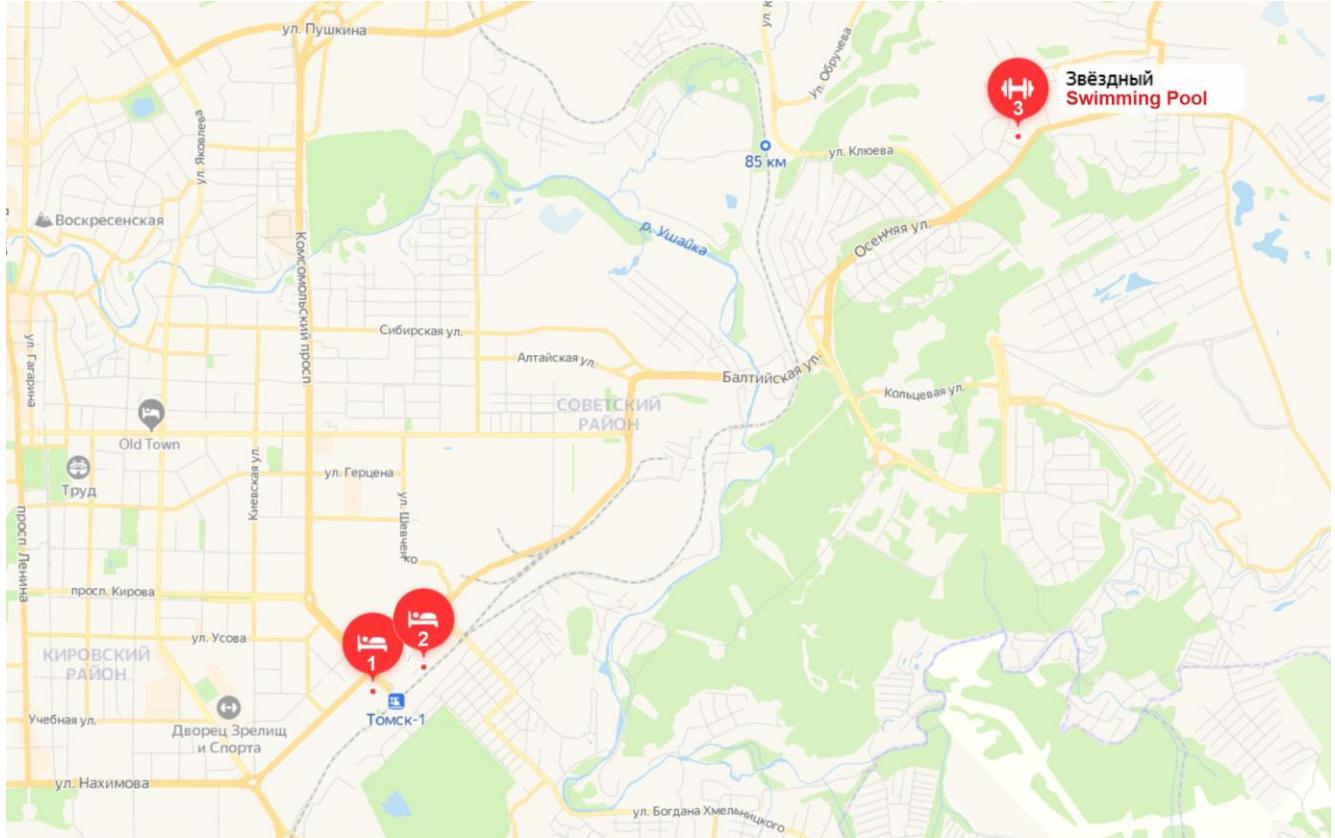 ул. Пушкина
ул. К
ул. Обручева
3
Звёздный
Swimming Pool
ул. Яковлева
85 км
ул. Клюева
Воскресенская
р. Ушайка
Осенняя ул.
Комсомольский просп.
ул. Гагарина
Сибирская ул.
Алтайская ул.
Балтийская ул.
Кольцевая ул.
СОВЕТСКИЙ
РАЙОН
Old Town
Труд
Киевская ул.
ул. Герцена
ул. Шевченко
просп. Ленина
просп. Кирова
ул. Усова
1
2
КИРОВСКИЙ
РАЙОН
Учебная ул.
Томск-1
Дворец Зрелищ
и Спорта
ул. Нахимова
ул. Богдана Хмельницкого